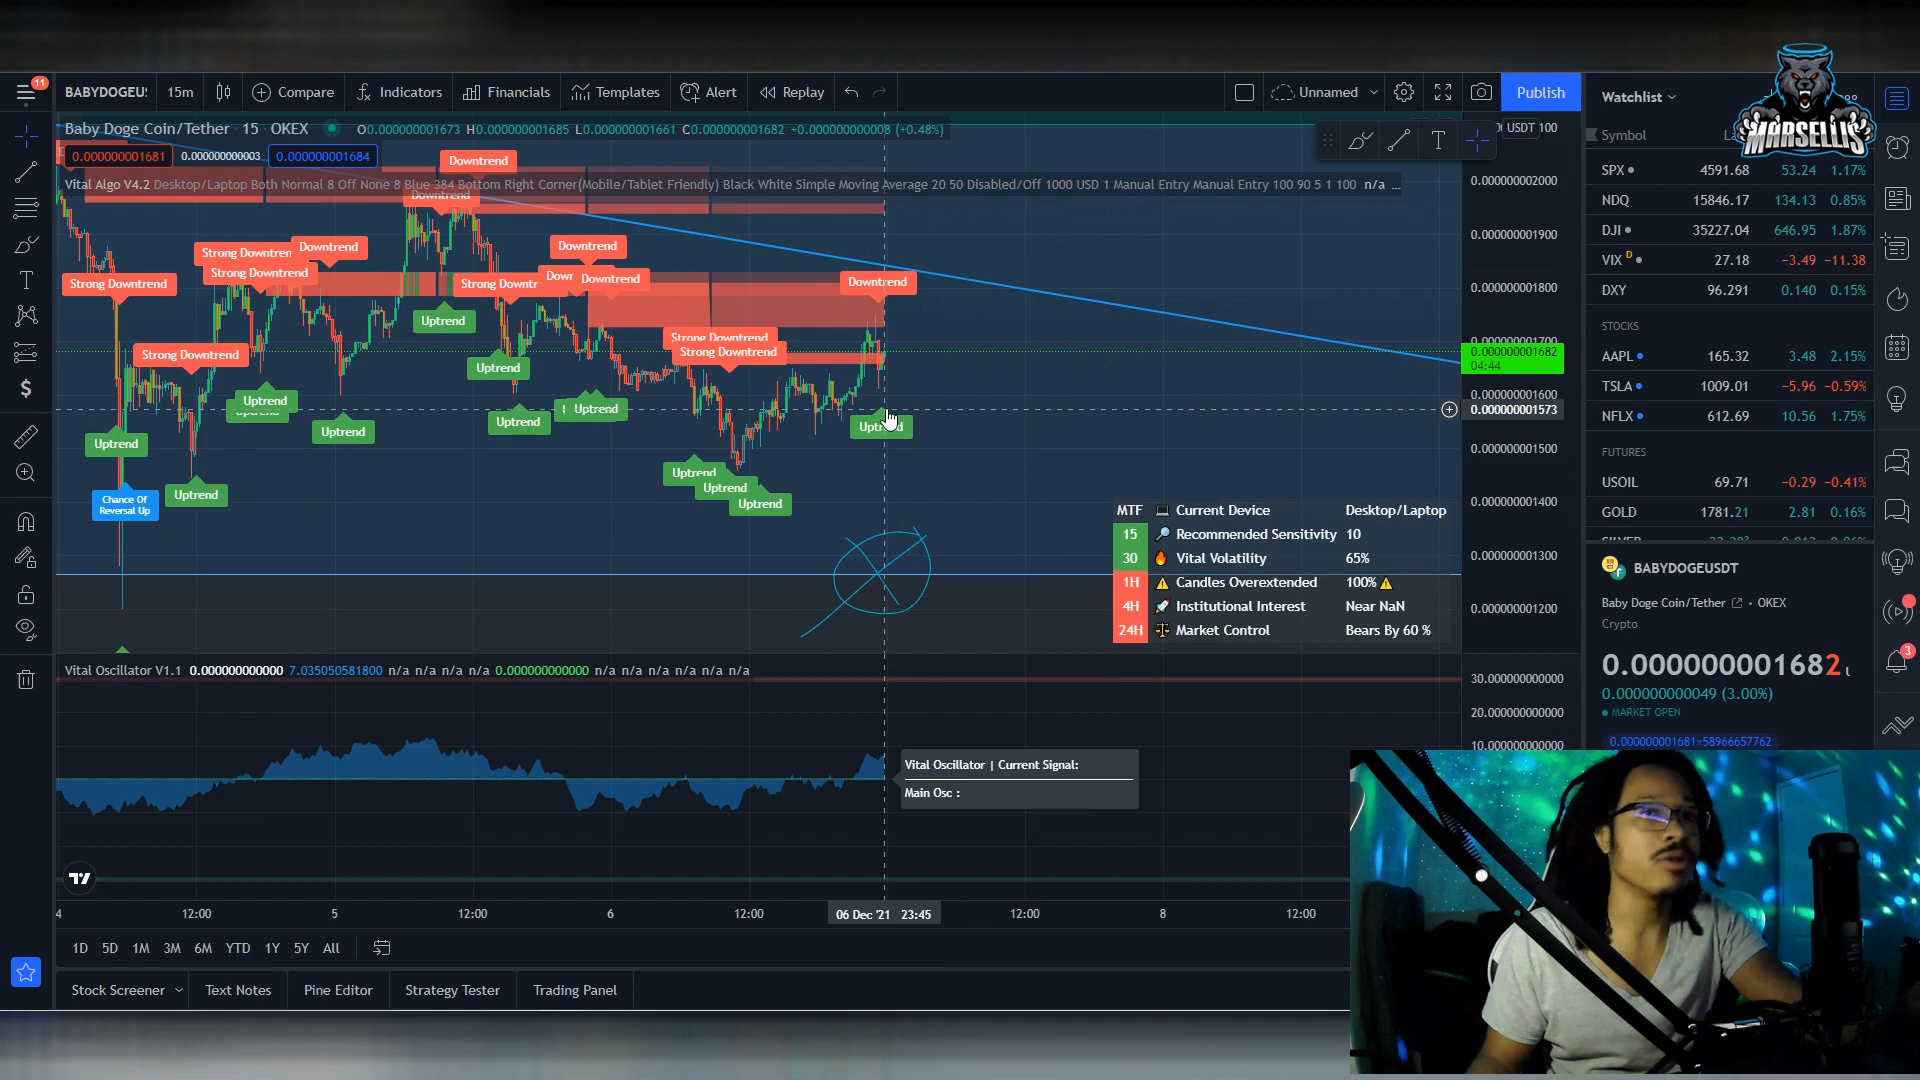 11
BABYDOGEU
15m
Compare
Indicators
Financials
Templates
Alert
Replay
Unnamed
Publish
Watchlist
MARSELLIS
Baby Doge Coin/Tether · 15 · OKEX
O0.000000001673 H0.000000001685 L0.000000001661 C0.000000001682 +0.000000000008 (+0.48%)
USDT
100
Symbol
0.000000001681
0.000000000003
0.000000001684
Vital Algo V4.2 Desktop/Laptop Both Normal 8 Off None 8 Blue 384 Bottom Right Corner(Mobile/Tablet Friendly) Black White Simple Moving Average 20 50 Disabled/Off 1000 USD 1 Manual Entry Manual Entry 100 90 5 1 100 n/a ...
Downtrend
Downtrend
Strong Downtren
Downtrend
Strong Downtrend
Strong Downtrend
Strong Downtrend
Strong Downtr
Downtrend
Down
Downtrend
Strong Downtrend
Strong Downtrend
Downtrend
Uptrend
Uptrend
Uptrend
Uptrend
Uptrend
Uptrend
Uptrend
Uptrend
Uptrend
Uptrend
Uptrend
Uptrend
Chance Of
Reversal Up
0.000000002000
0.000000001900
0.000000001800
0.000000001700
0.000000001682
04:44
0.000000001600
0.000000001573
0.000000001500
0.000000001400
0.000000001300
0.000000001200
MTF Current Device Desktop/Laptop
15 Recommended Sensitivity 10
30 Vital Volatility 65%
1H Candles Overextended 100%
4H Institutional Interest Near NaN
24H Market Control Bears By 60 %
SPX 4591.68 53.24 1.17%
NDQ 15846.17 134.13 0.85%
DJI 35227.04 646.95 1.87%
VIX D 27.18 −3.49 −11.38
DXY 96.291 0.140 0.15%
STOCKS
AAPL 165.32 3.48 2.15%
TSLA 1009.01 −5.96 −0.59%
NFLX 612.69 10.56 1.75%
FUTURES
USOIL 69.71 −0.29 −0.41%
GOLD 1781.21 2.81 0.16%
BABYDOGEUSDT
Baby Doge Coin/Tether · OKEX
Crypto
0.000000001682
0.000000000049 (3.00%)
MARKET OPEN
0.000000001681×58966657762
3
Vital Oscillator V1.1 0.000000000000 7.035050581800 n/a n/a n/a n/a 0.000000000000 n/a n/a n/a n/a n/a n/a
30.000000000000
20.000000000000
10.000000000000
Vital Oscillator | Current Signal:
Main Osc :
4
12:00
5
12:00
6
12:00
06 Dec '21 23:45
12:00
8
12:00
1D 5D 1M 3M 6M YTD 1Y 5Y All
Stock Screener
Text Notes
Pine Editor
Strategy Tester
Trading Panel